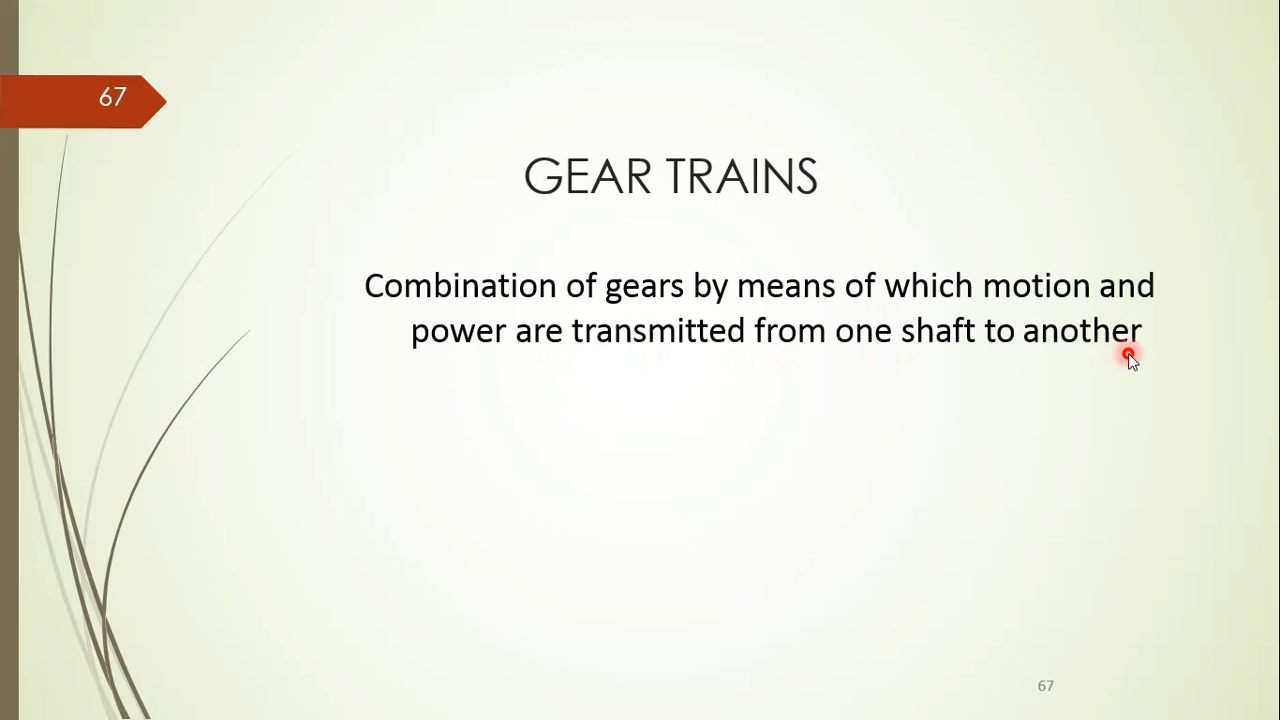 67
GEAR TRAINS
Combination of gears by means of which motion and
power are transmitted from one shaft to another
67